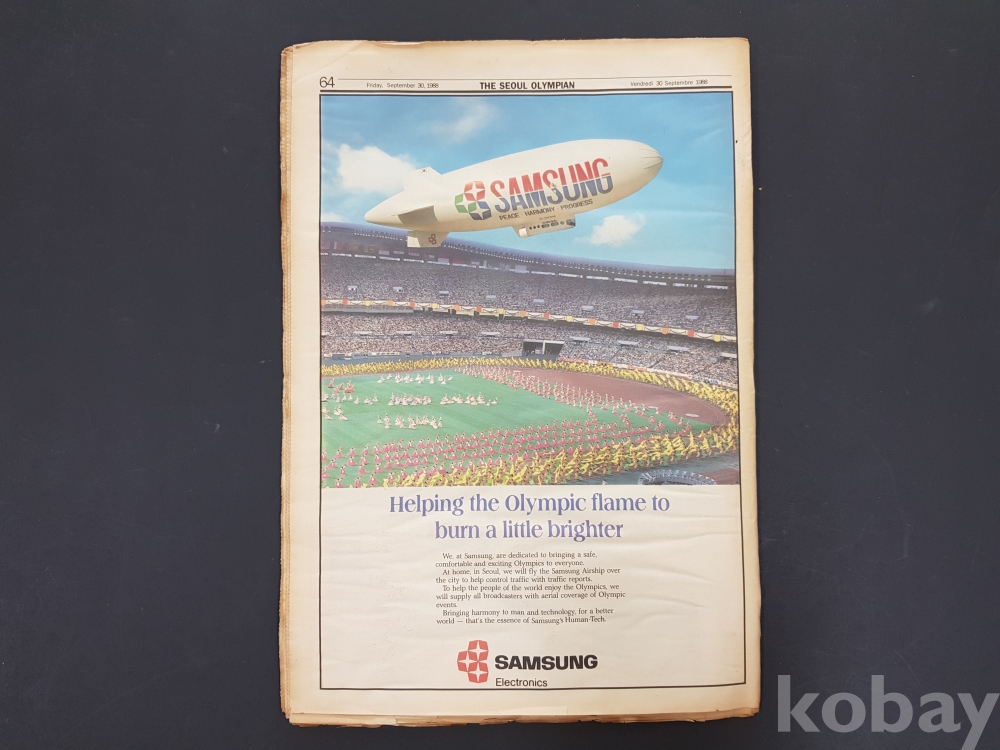 64
Friday, September 30, 1988
THE SEOUL OLYMPIAN
Vendredi 30 Septembre 1988
SAMSUNG
PEACE · HARMONY · PROGRESS
Helping the Olympic flame to
burn a little brighter
We, at Samsung, are dedicated to bringing a safe,
comfortable and exciting Olympics to everyone.
At home, in Seoul, we will fly the Samsung Airship over
the city to help control traffic with traffic reports.
To help the people of the world enjoy the Olympics, we
will supply all broadcasters with aerial coverage of Olympic
events.
Bringing harmony to man and technology, for a better
world — that's the essence of Samsung's Human-Tech.
SAMSUNG
Electronics
kobay